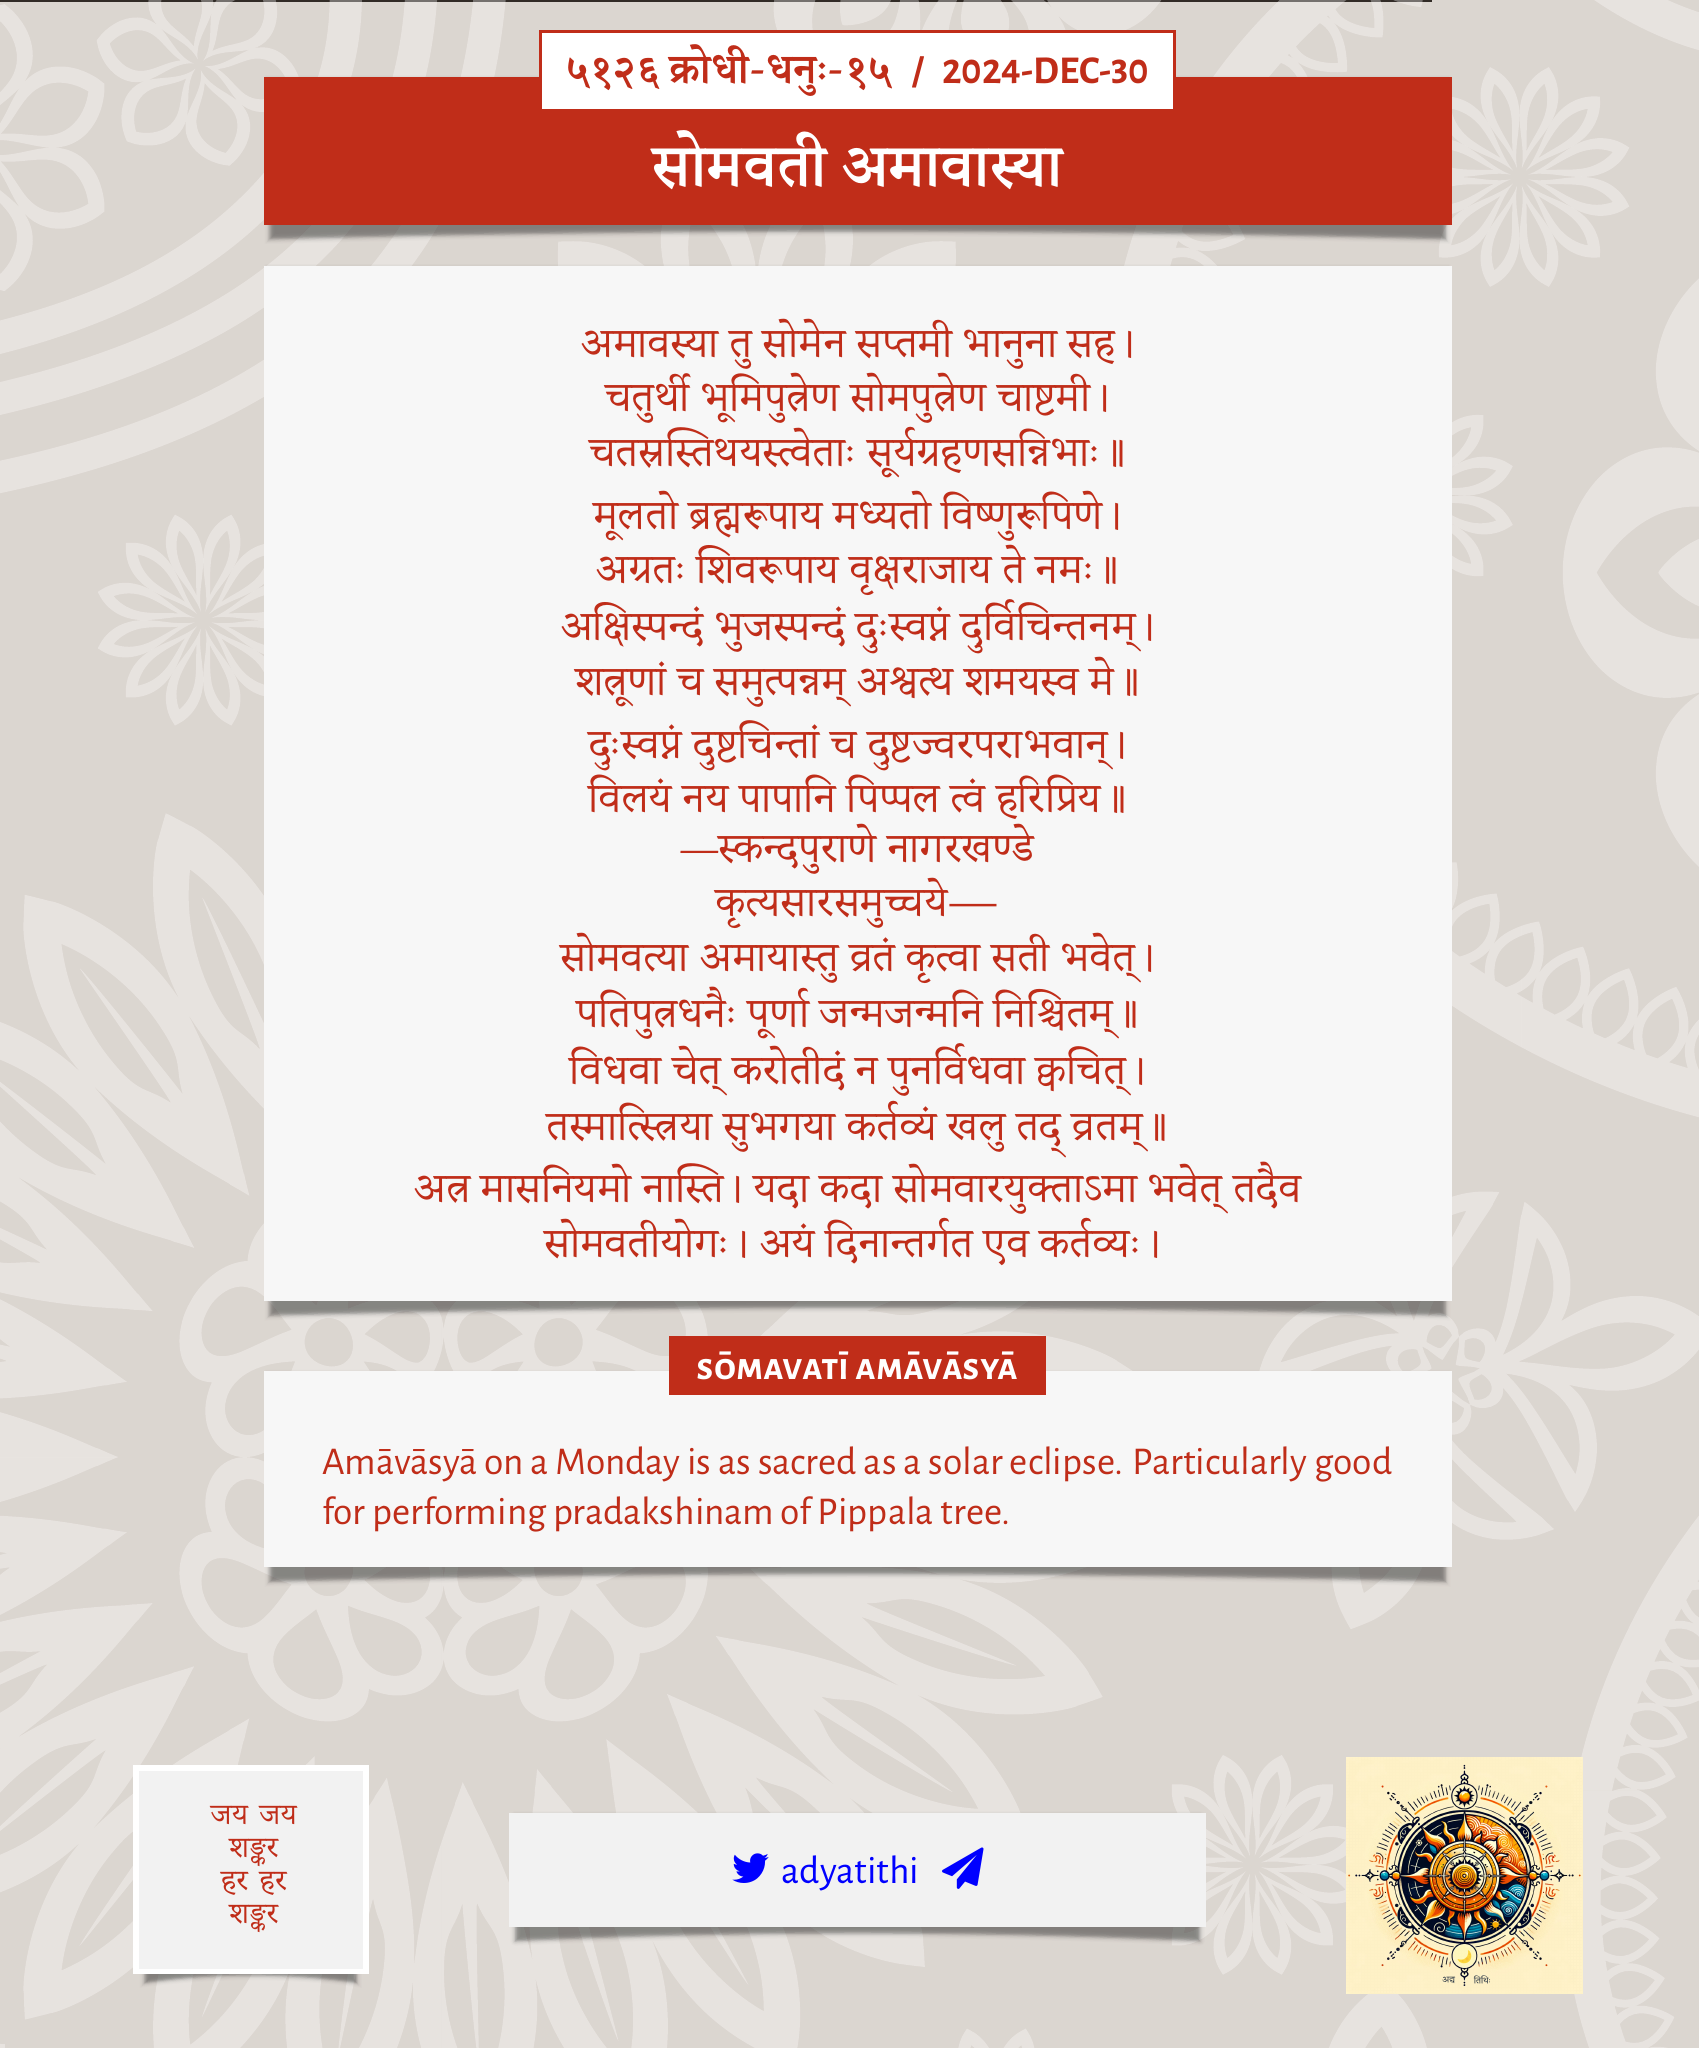 ५१२६ क्रोधी-धनुः-१५ / 2024-DEC-30
सोमवती अमावास्या
अमावस्या तु सोमेन सप्तमी भानुना सह।
चतुर्थी भूमिपुत्रेण सोमपुत्रेण चाष्टमी।
चतस्रस्तिथयस्त्वेताः सूर्यग्रहणसन्निभाः॥
मूलतो ब्रह्मरूपाय मध्यतो विष्णुरूपिणे।
अग्रतः शिवरूपाय वृक्षराजाय ते नमः॥
अक्षिस्पन्दं भुजस्पन्दं दुःस्वप्नं दुर्विचिन्तनम्।
शत्रूणां च समुत्पन्नम् अश्वत्थ शमयस्व मे॥
दुःस्वप्नं दुष्टचिन्तां च दुष्टज्वरपराभवान्।
विलयं नय पापानि पिप्पल त्वं हरिप्रिय॥
—स्कन्दपुराणे नागरखण्डे
कृत्यसारसमुच्चये—
सोमवत्या अमायास्तु व्रतं कृत्वा सती भवेत्।
पतिपुत्रधनैः पूर्णा जन्मजन्मनि निश्चितम्॥
विधवा चेत् करोतीदं न पुनर्विधवा क्वचित्।
तस्मात्स्त्रिया सुभगया कर्तव्यं खलु तद् व्रतम्॥
अत्र मासनियमो नास्ति। यदा कदा सोमवारयुक्ताऽमा भवेत् तदैव
सोमवतीयोगः। अयं दिनान्तर्गत एव कर्तव्यः।
SŌMAVATĪ AMĀVĀSYĀ
Amāvāsyā on a Monday is as sacred as a solar eclipse. Particularly good
for performing pradakshinam of Pippala tree.
जय जय
शङ्कर
हर हर
शङ्कर
adyatithi
अद्य तिथिः